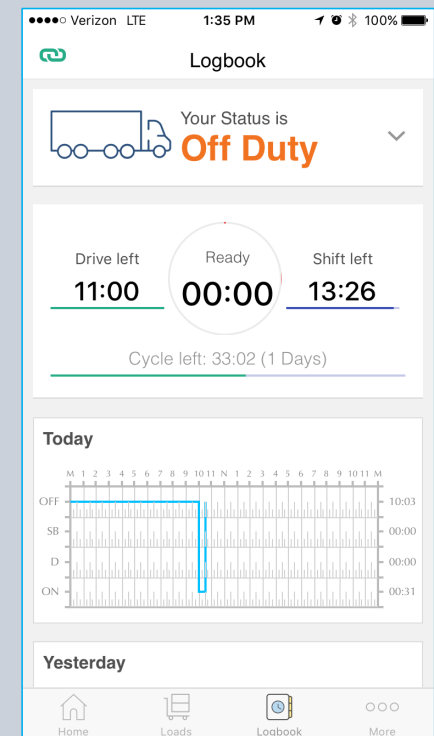 Verizon LTE 1:35 PM 100%
Logbook
Your Status is
Off Duty
Drive left Ready Shift left
11:00 00:00 13:26
Cycle left: 33:02 (1 Days)
Today
M 1 2 3 4 5 6 7 8 9 10 11 N 1 2 3 4 5 6 7 8 9 10 11 M
OFF 10:03
SB 00:00
D 00:00
ON 00:31
Yesterday
Home Loads Logbook More